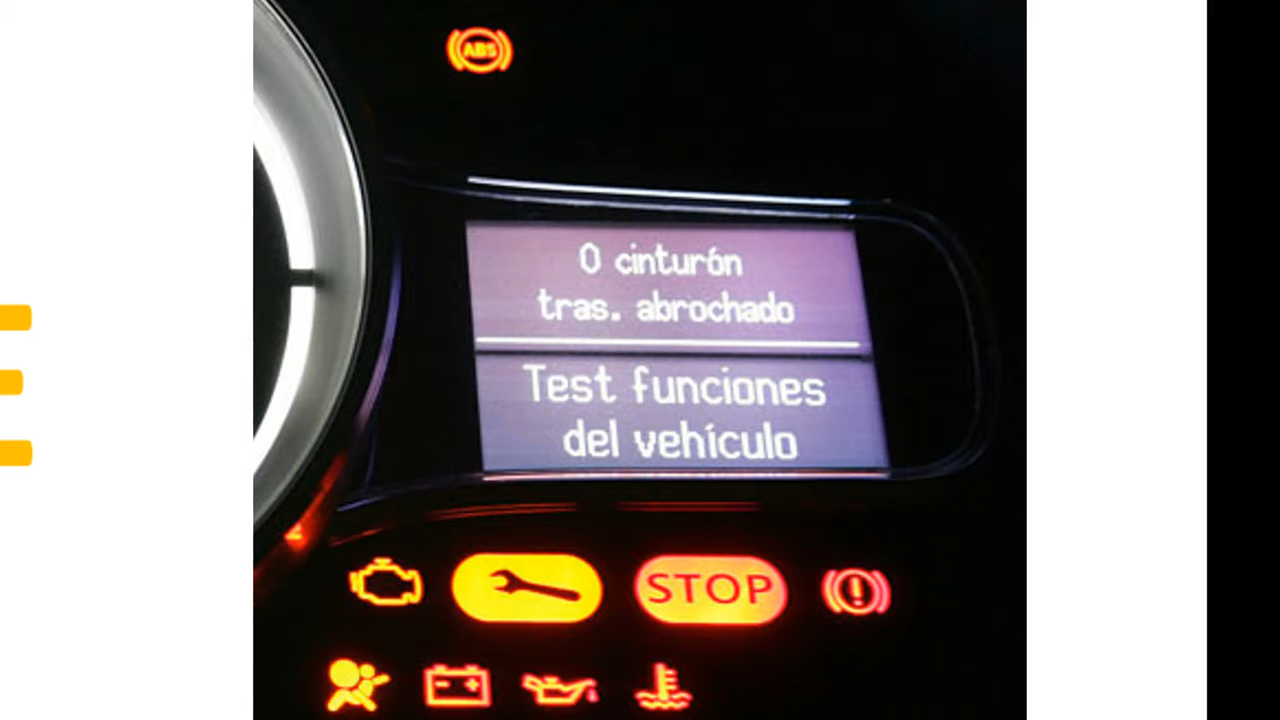 ABS
0 cinturón
tras. abrochado
Test funciones
del vehículo
STOP